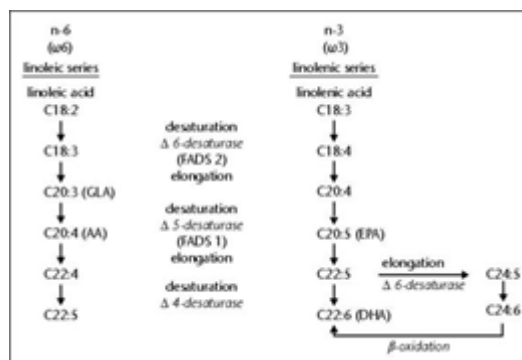 n-6
(ω6)
linoleic series
linoleic acid
C18:2
C18:3
C20:3 (GLA)
C20:4 (AA)
C22:4
C22:5
desaturation
Δ 6-desaturase
(FADS 2)
elongation
desaturation
Δ 5-desaturase
(FADS 1)
elongation
desaturation
Δ 4-desaturase
n-3
(ω3)
linolenic series
linolenic acid
C18:3
C18:4
C20:4
C20:5 (EPA)
C22:5
C22:6 (DHA)
elongation
Δ 6-desaturase
C24:5
C24:6
β-oxidation